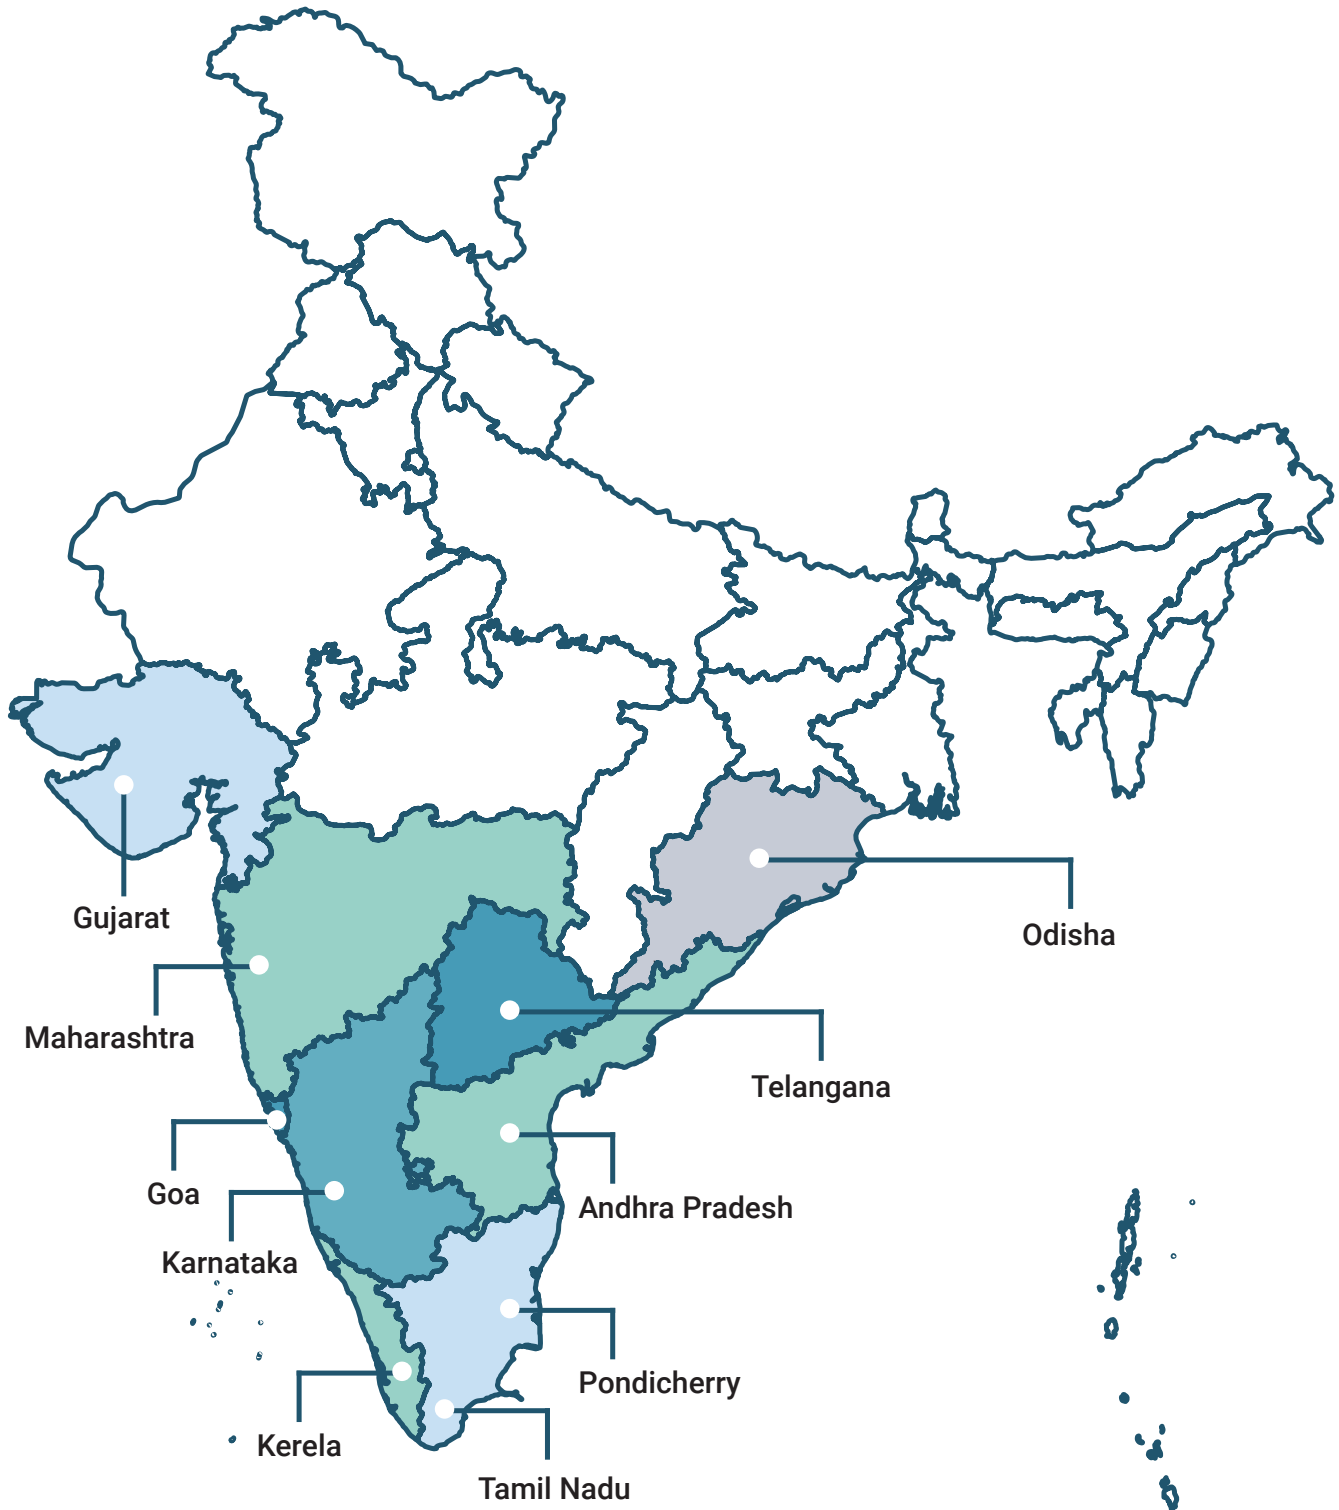 Gujarat
Odisha
Maharashtra
Telangana
Goa
Andhra Pradesh
Karnataka
Pondicherry
Kerela
Tamil Nadu